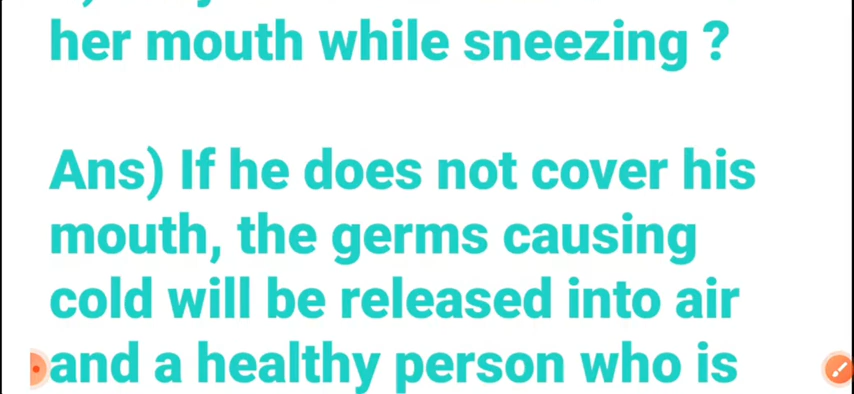 her mouth while sneezing ?
Ans) If he does not cover his
mouth, the germs causing
cold will be released into air
and a healthy person who is